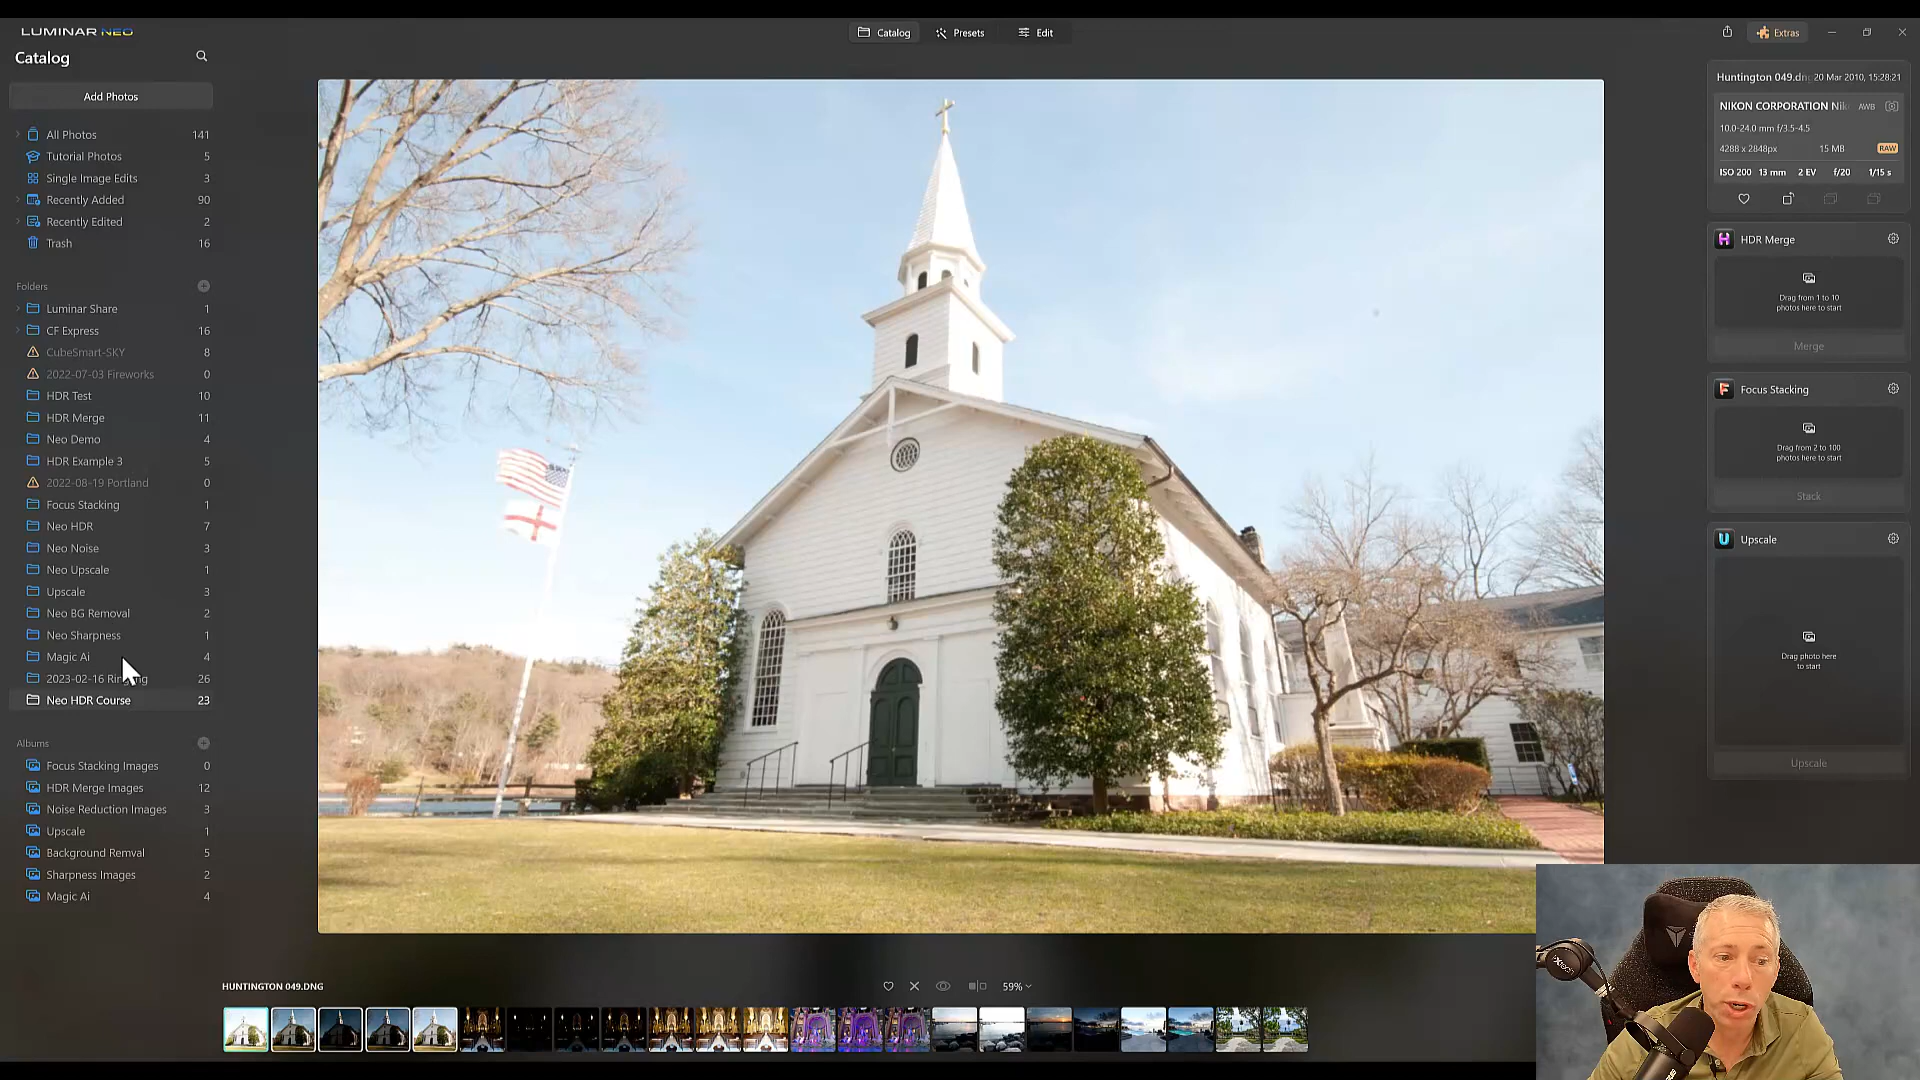 LUMINAR NEO
Catalog
Presets
Edit
Extras
Catalog
Add Photos
All Photos 141
Tutorial Photos 5
Single Image Edits 3
Recently Added 90
Recently Edited 2
Trash 16
Folders
Luminar Share 1
CF Express 16
CubeSmart-SKY 8
2022-07-03 Fireworks 0
HDR Test 10
HDR Merge 11
Neo Demo 4
HDR Example 3 5
2022-08-19 Portland 0
Focus Stacking 1
Neo HDR 7
Neo Noise 3
Neo Upscale 1
Upscale 3
Neo BG Removal 2
Neo Sharpness 1
Magic Ai 4
2023-02-16 26
Neo HDR Course 23
Albums
Focus Stacking Images 0
HDR Merge Images 12
Noise Reduction Images 3
Upscale 1
Background Remval 5
Sharpness Images 2
Magic Ai 4
Huntington 049.dn 20 Mar 2010, 15:28:21
NIKON CORPORATION Nik AWB
10.0-24.0 mm f/3.5-4.5
4288 x 2848px 15 MB RAW
ISO 200 13 mm 2 EV f/20 1/15 s
HDR Merge
Drag from 1 to 10
photos here to start
Merge
Focus Stacking
Drag from 2 to 100
photos here to start
Stack
Upscale
Drag photo here
to start
Upscale
HUNTINGTON 049.DNG
59%